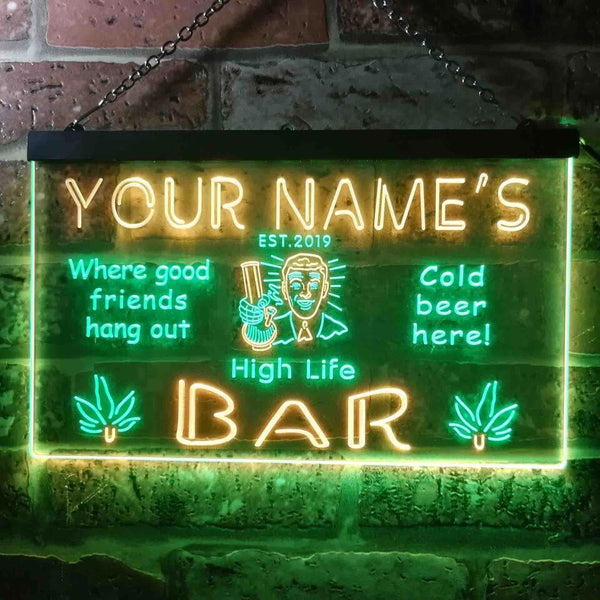 YOUR NAME'S
EST.2019
Where good
friends
hang out
Cold
beer
here!
High Life
BAR